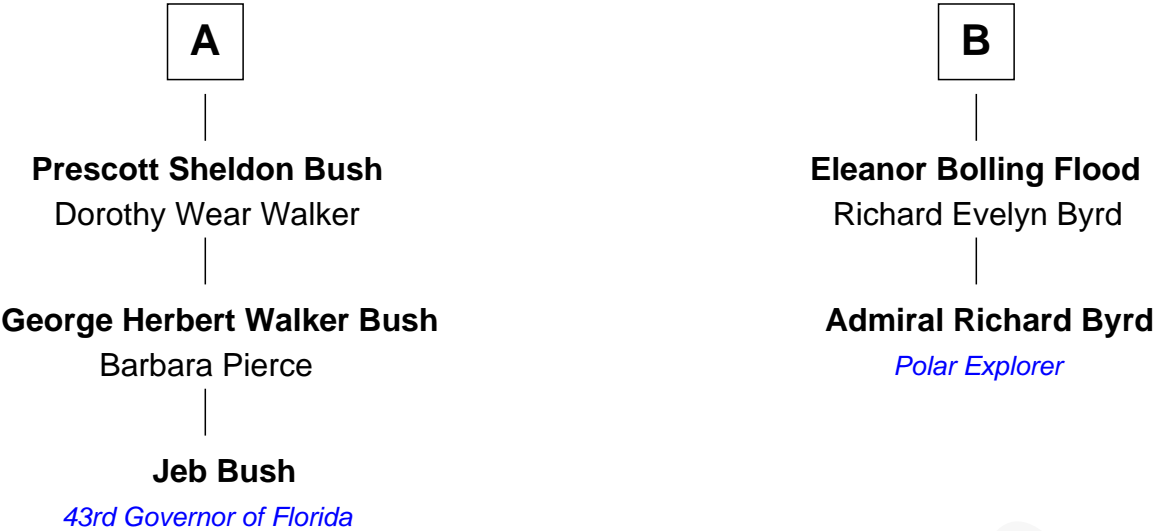 A
Prescott Sheldon Bush
Dorothy Wear Walker
George Herbert Walker Bush
Barbara Pierce
Jeb Bush
43rd Governor of Florida
B
Eleanor Bolling Flood
Richard Evelyn Byrd
Admiral Richard Byrd
Polar Explorer